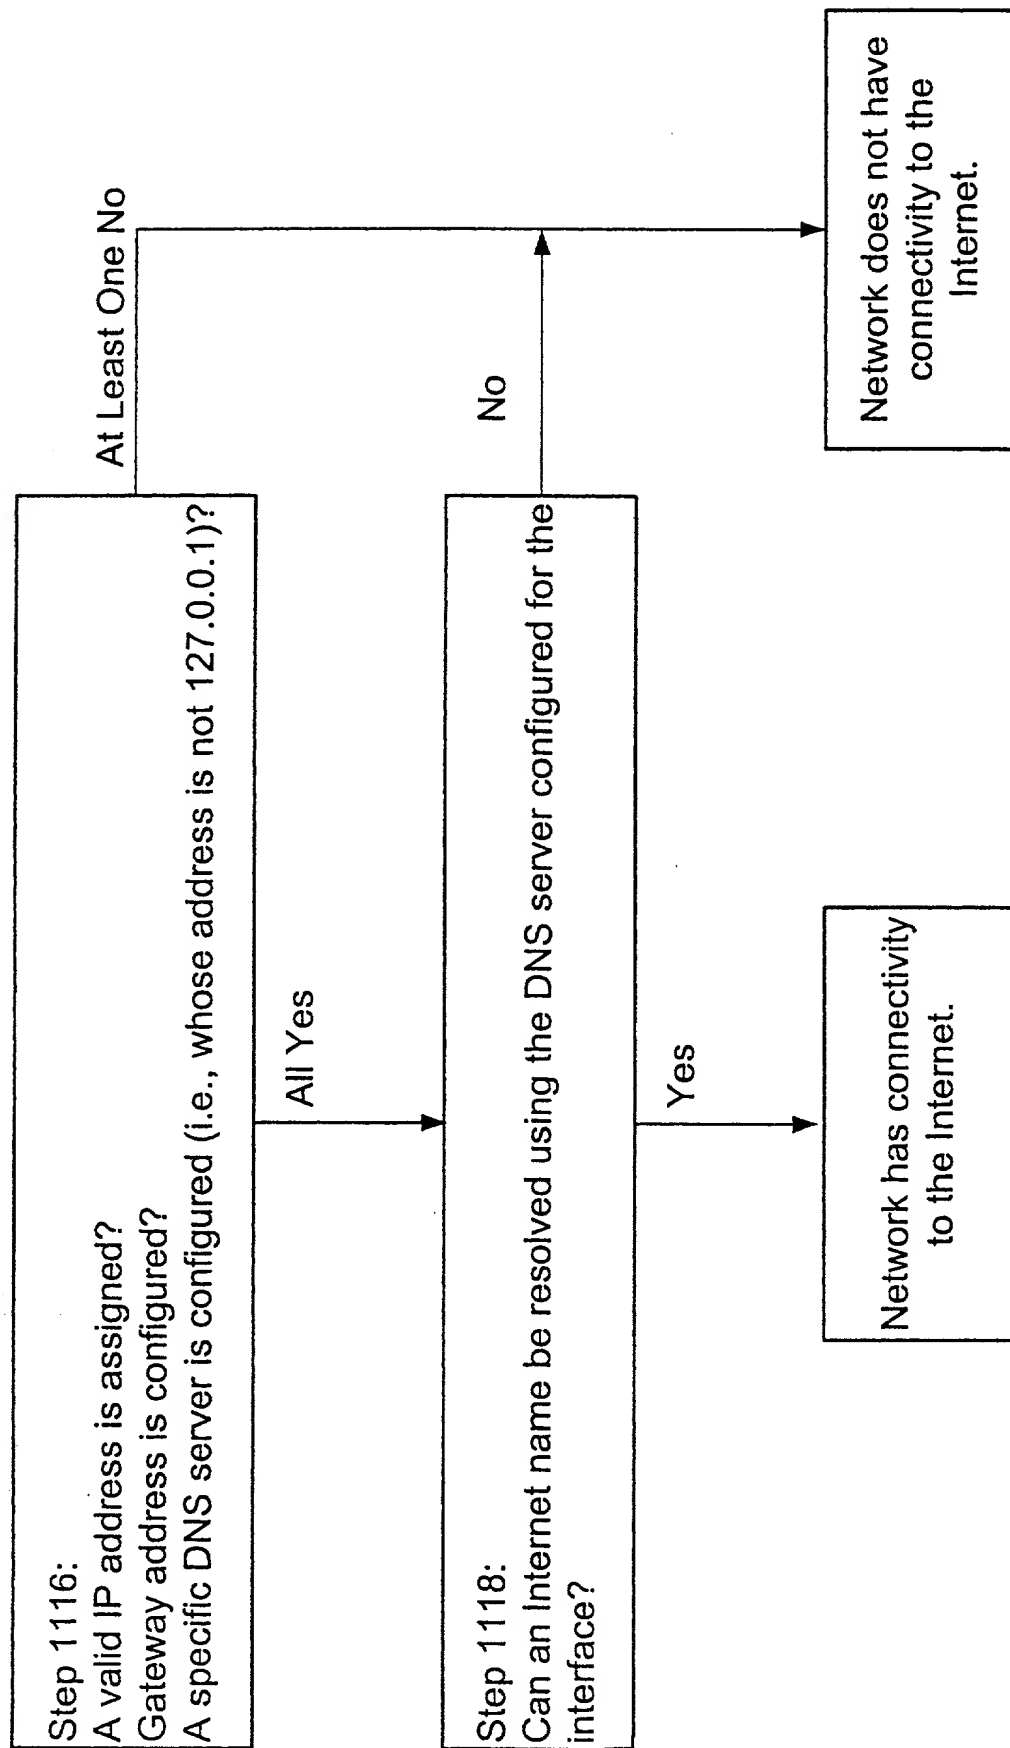 Step 1116:
A valid IP address is assigned?
Gateway address is configured?
A specific DNS server is configured (i.e., whose address is not 127.0.0.1)?
At Least One No
All Yes
Step 1118:
Can an Internet name be resolved using the DNS server configured for the
interface?
No
Yes
Network has connectivity
to the Internet.
Network does not have
connectivity to the
Internet.